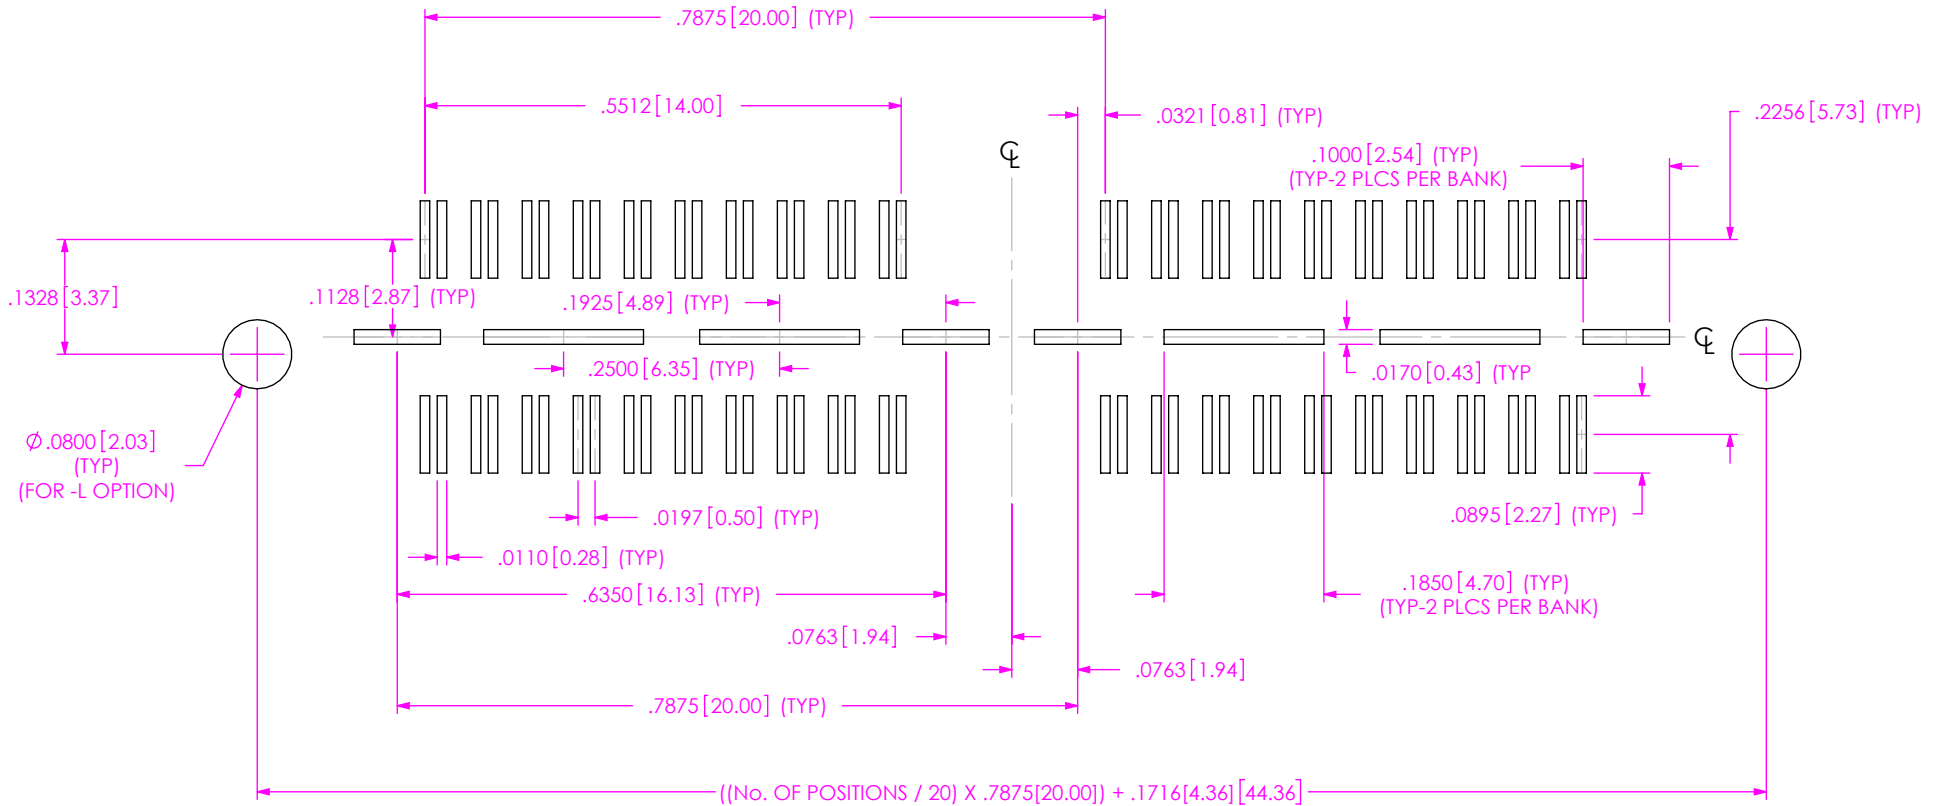 .7875[20.00] (TYP)
.5512[14.00]
.0321[0.81] (TYP)
.2256[5.73] (TYP)
℄
.1000[2.54] (TYP)
(TYP-2 PLCS PER BANK)
.1328[3.37]
.1128[2.87] (TYP)
.1925[4.89] (TYP)
℄
.2500[6.35] (TYP)
.0170[0.43] (TYP
Ø.0800[2.03]
(TYP)
(FOR -L OPTION)
.0197[0.50] (TYP)
.0895[2.27] (TYP)
.0110[0.28] (TYP)
.6350[16.13] (TYP)
.1850[4.70] (TYP)
(TYP-2 PLCS PER BANK)
.0763[1.94]
.0763[1.94]
.7875[20.00] (TYP)
((No. OF POSITIONS / 20) X .7875[20.00]) + .1716[4.36] [44.36]